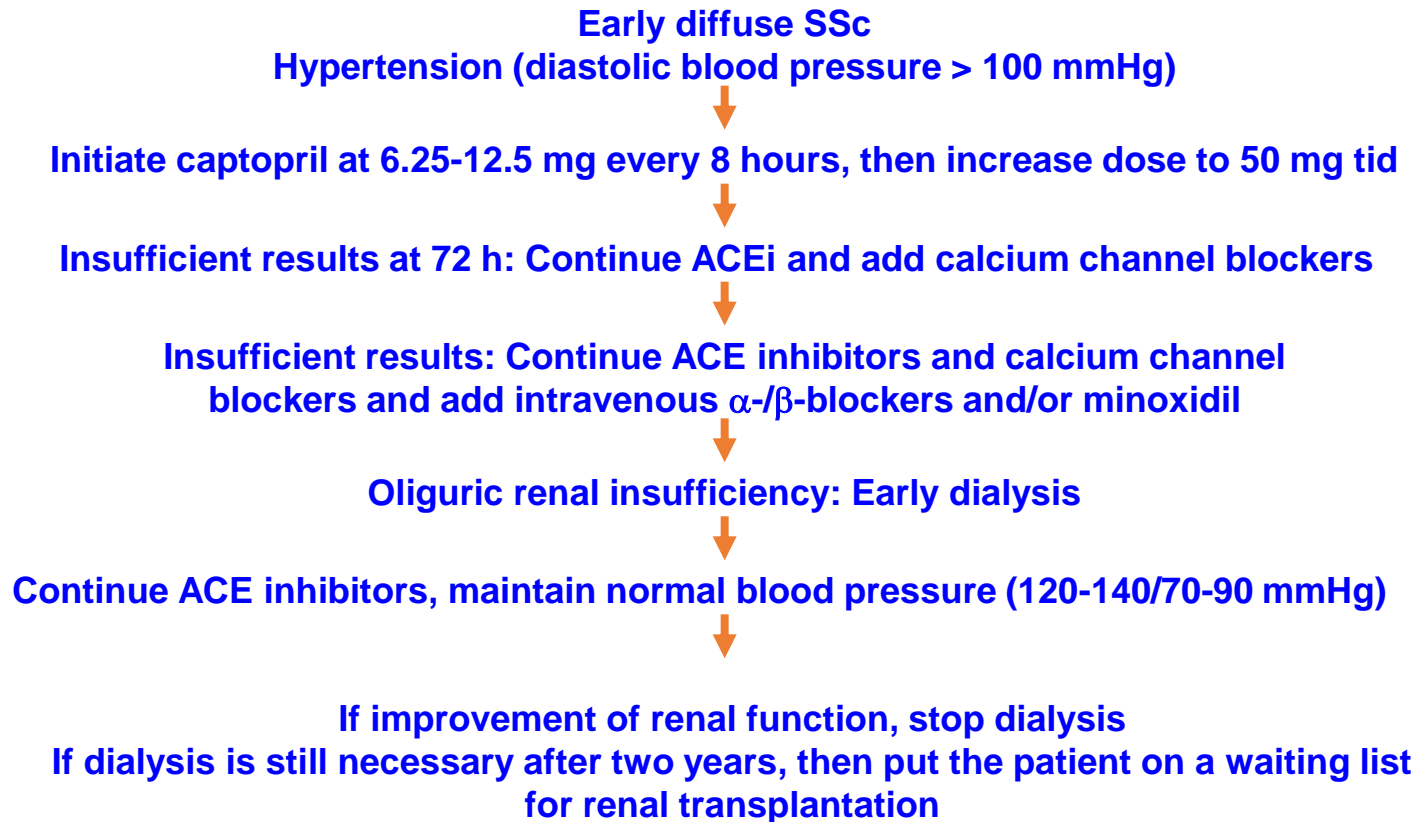 Early diffuse SSc
Hypertension (diastolic blood pressure > 100 mmHg)
Initiate captopril at 6.25-12.5 mg every 8 hours, then increase dose to 50 mg tid
Insufficient results at 72 h: Continue ACEi and add calcium channel blockers
Insufficient results: Continue ACE inhibitors and calcium channel
blockers and add intravenous α-/β-blockers and/or minoxidil
Oliguric renal insufficiency: Early dialysis
Continue ACE inhibitors, maintain normal blood pressure (120-140/70-90 mmHg)
If improvement of renal function, stop dialysis
If dialysis is still necessary after two years, then put the patient on a waiting list
for renal transplantation